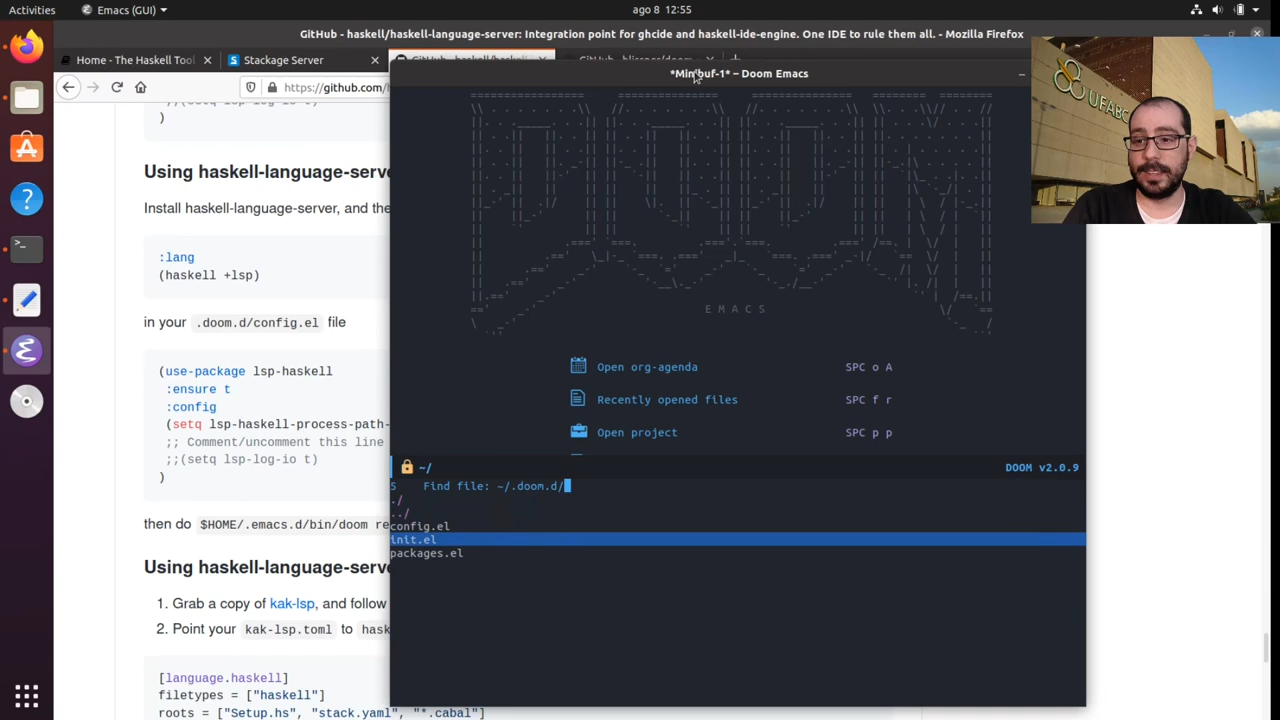 Activities
Emacs (GUI)
ago 8 12:55
GitHub - haskell/haskell-language-server: Integration point for ghcide and haskell-ide-engine. One IDE to rule them all. - Mozilla Firefox
Home - The Haskell Tool
Stackage Server
https://github.com/
;;(setq lsp-log-io t)
)
Using haskell-language-serve
Install haskell-language-server, and the
:lang
(haskell +lsp)
in your .doom.d/config.el file
(use-package lsp-haskell
:ensure t
:config
(setq lsp-haskell-process-path-
;; Comment/uncomment this line
;;(setq lsp-log-io t)
)
then do $HOME/.emacs.d/bin/doom re
Using haskell-language-serve
1. Grab a copy of kak-lsp, and follow
2. Point your kak-lsp.toml to hask
[language.haskell]
filetypes = ["haskell"]
roots = ["Setup.hs", "stack.yaml", "*.cabal"]
*Minibuf-1* – Doom Emacs
E M A C S
Open org-agenda SPC o A
Recently opened files SPC f r
Open project SPC p p
~/ DOOM v2.0.9
5 Find file: ~/.doom.d/
./
../
config.el
init.el
packages.el
UFABC